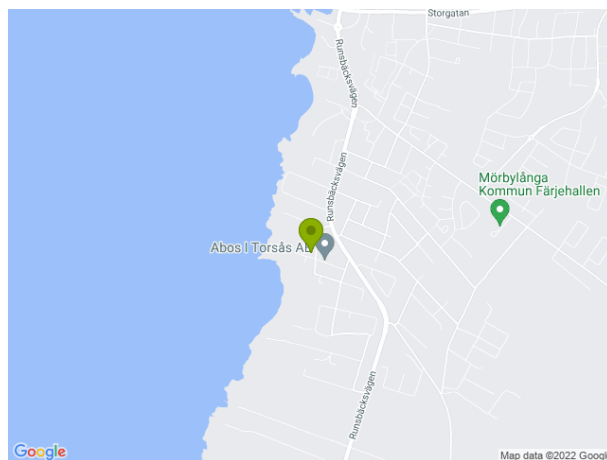 Storgatan
Runsbäcksvägen
Runsbäcksvägen
Mörbylånga
Kommun Färjehallen
Abos I Torsås AB
Runsbäcksvägen
Google
Map data ©2022 Google